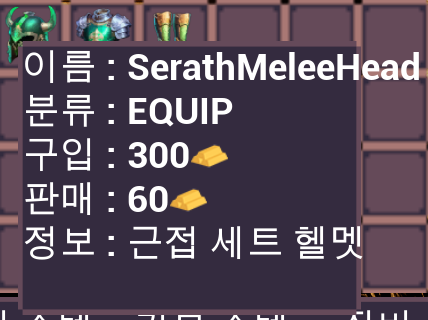 이름 : SerathMeleeHead
분류 : EQUIP
구입 : 300
판매 : 60
정보 : 근접 세트 헬멧